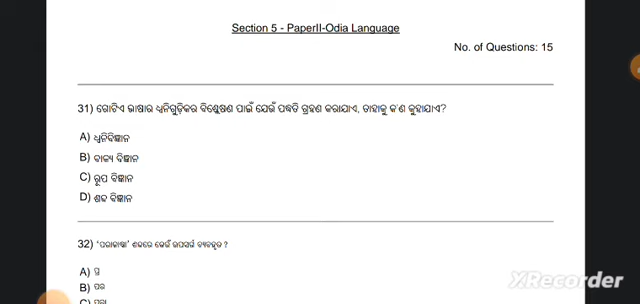 Section 5 - PaperII-Odia Language
No. of Questions: 15
31) ଗୋଟିଏ ଭାଷାର ଧ୍ୱନିଗୁଡ଼ିକର ବିଶ୍ଳେଷଣ ପାଇଁ ଯେଉଁ ପଦ୍ଧତି ଗ୍ରହଣ କରାଯାଏ, ତାହାକୁ କ'ଣ କୁହାଯାଏ?
A) ଧ୍ୱନିବିଜ୍ଞାନ
B) ବାକ୍ୟ ବିଜ୍ଞାନ
C) ରୂପ ବିଜ୍ଞାନ
D) ଶବ୍ଦ ବିଜ୍ଞାନ
32) 'ପରାକାଷ୍ଠା' ଶବ୍ଦରେ କେଉଁ ଉପସର୍ଗ ବ୍ୟବହୃତ ?
A) ପ୍ର
B) ପର
C)
XRecorder